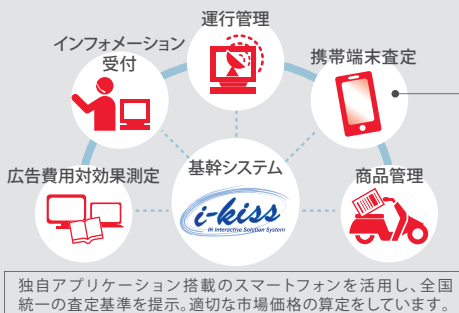 運行管理
インフォメーション
受付
携帯端末査定
広告費用対効果測定
基幹システム
i-kiss
IK Interactive Solution System
商品管理
独自アプリケーション搭載のスマートフォンを活用し、全国
統一の査定基準を提示。適切な市場価格の算定をしています。